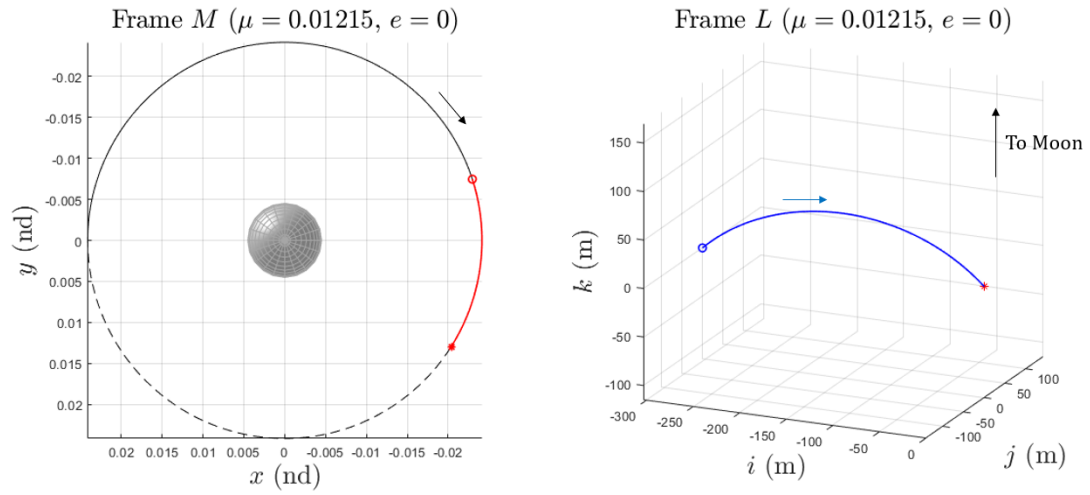 Frame M (μ = 0.01215, e = 0)
-0.02
-0.015
-0.01
-0.005
0
0.005
0.01
0.015
0.02
y (nd)
0.02 0.015 0.01 0.005 0 -0.005 -0.01 -0.015 -0.02
x (nd)
Frame L (μ = 0.01215, e = 0)
To Moon
150
100
50
0
-50
-100
k (m)
-300 -250 -200 -150 -100 -50 0
i (m)
-100 -50 0 50 100
j (m)